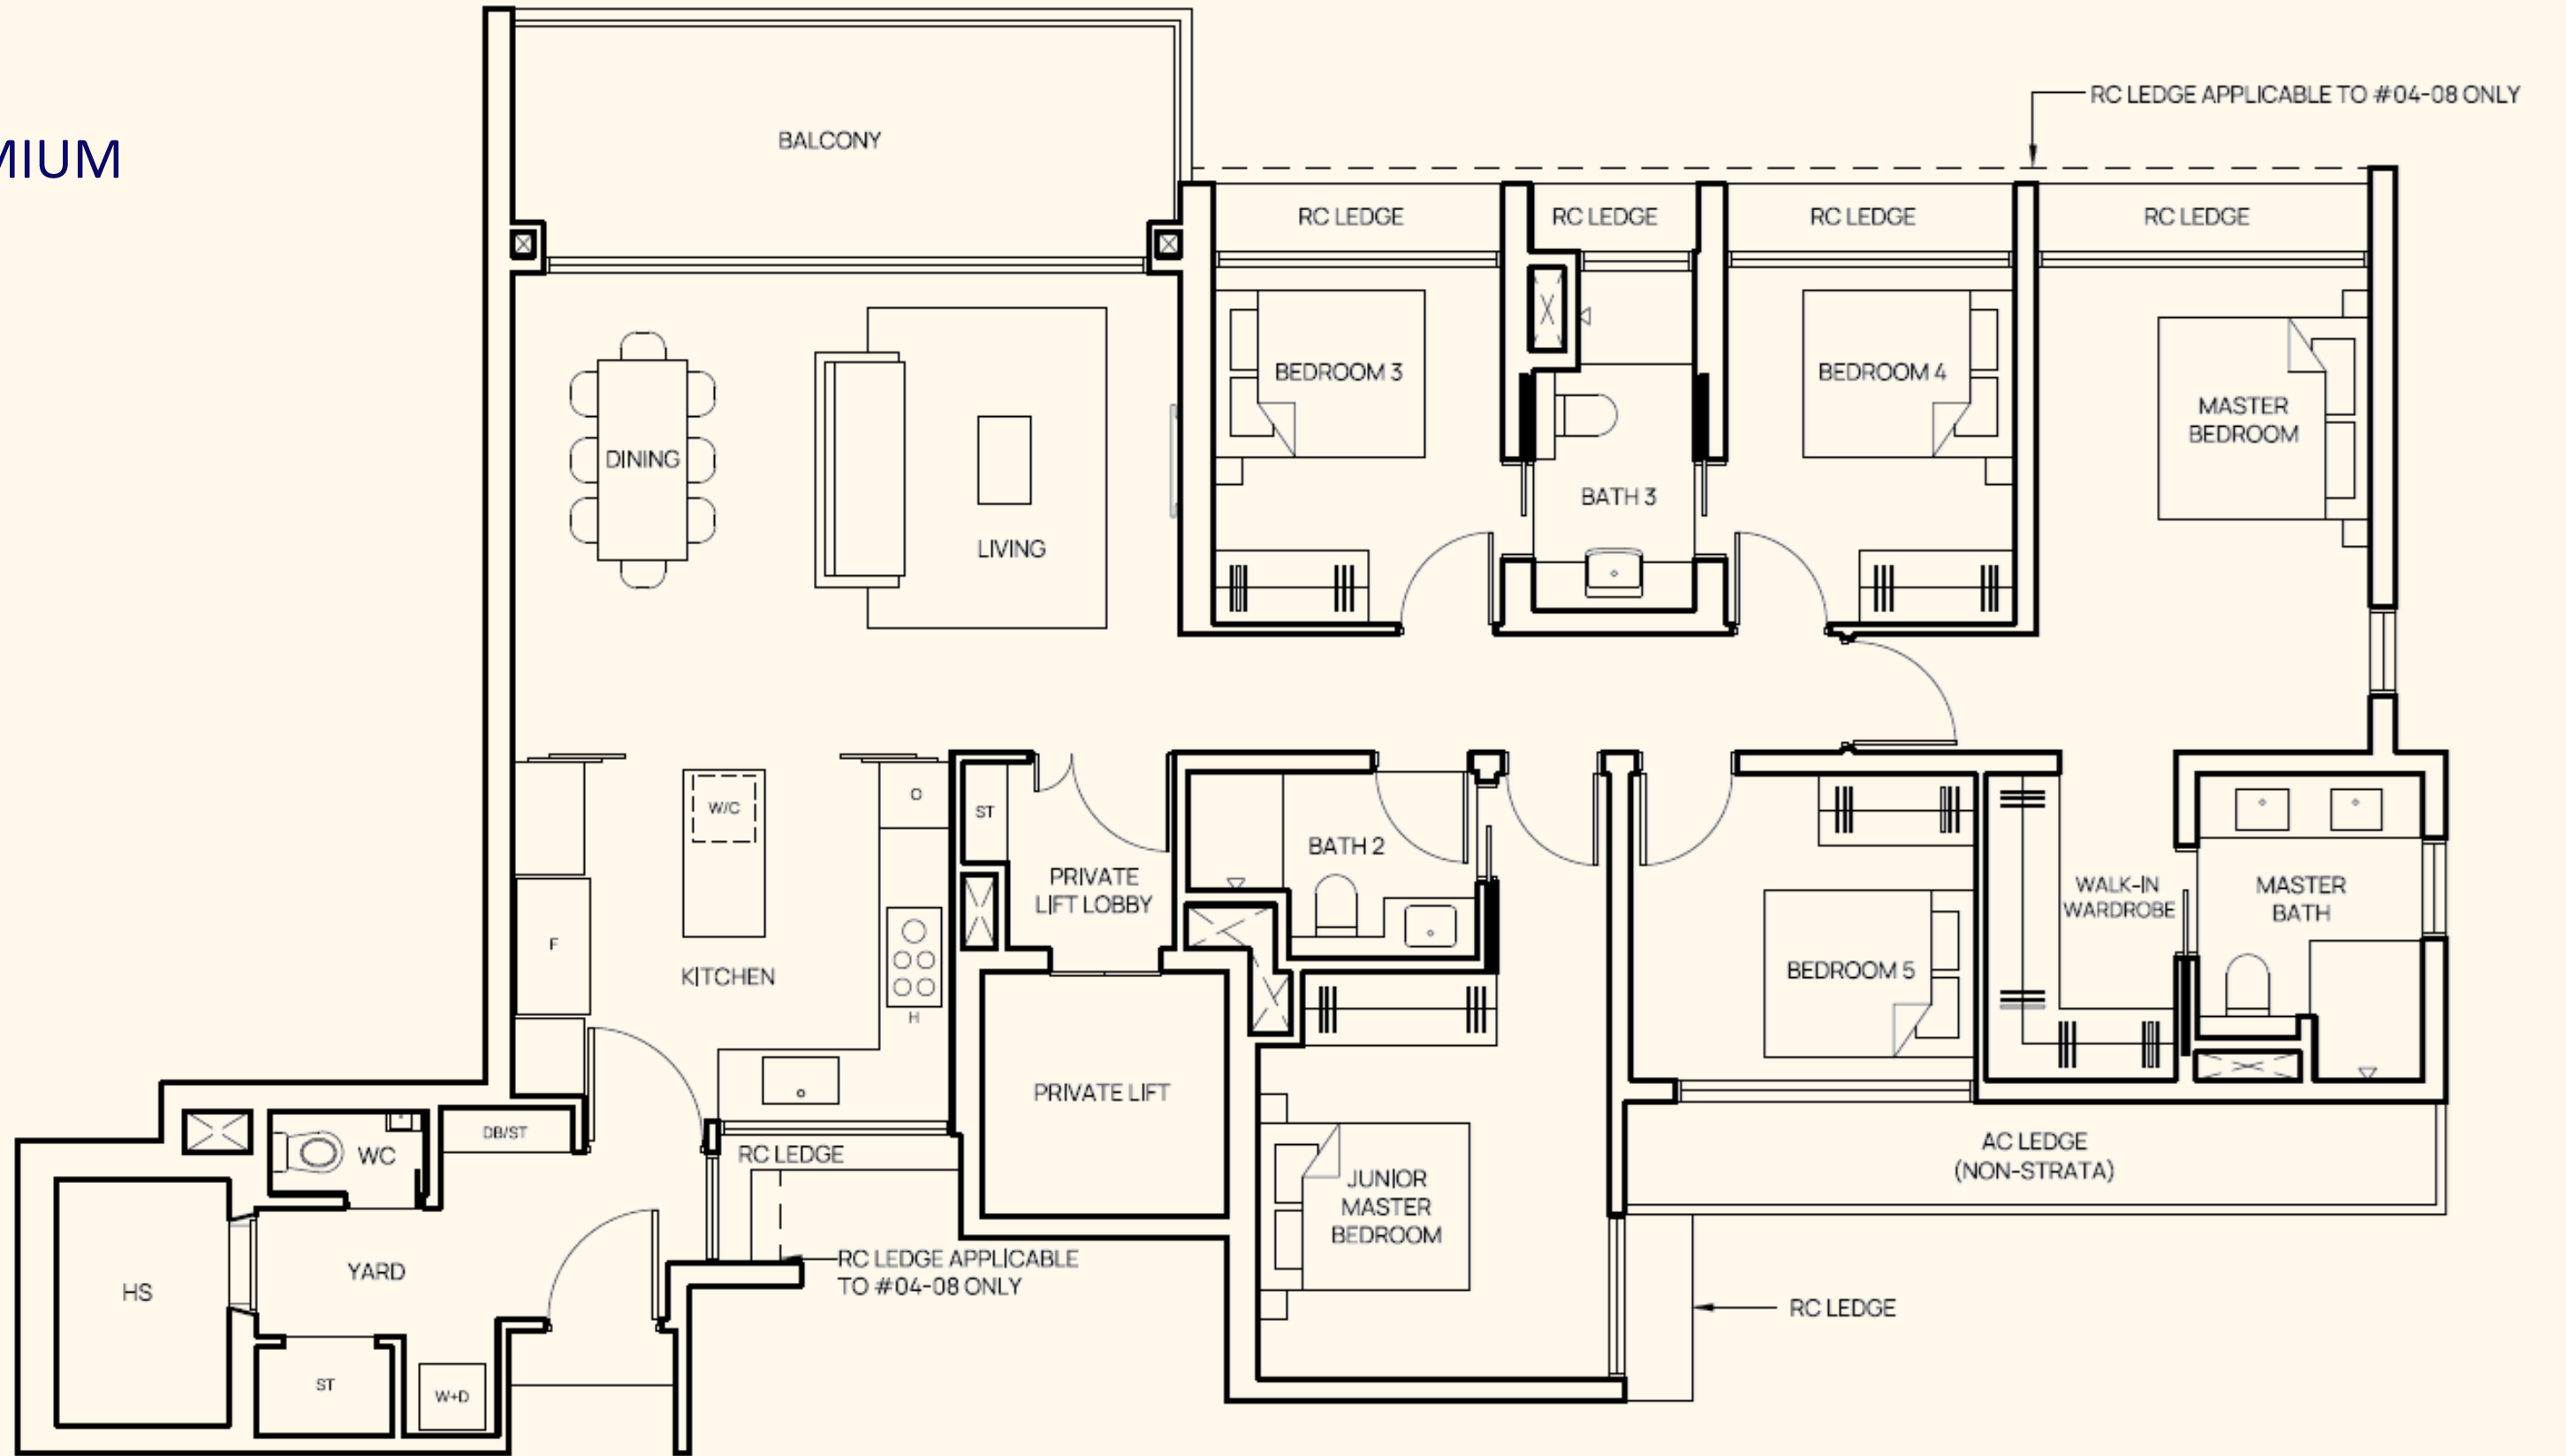 MIUM
BALCONY
RC LEDGE APPLICABLE TO #04-08 ONLY
RC LEDGE
RC LEDGE
RC LEDGE
RC LEDGE
BEDROOM 3
BEDROOM 4
MASTER
BEDROOM
DINING
BATH 3
LIVING
W/C
O
ST
BATH 2
PRIVATE
LIFT LOBBY
WALK-IN
WARDROBE
MASTER
BATH
F
KITCHEN
BEDROOM 5
H
PRIVATE LIFT
DB/ST
WC
RC LEDGE
AC LEDGE
(NON-STRATA)
JUNIOR
MASTER
BEDROOM
HS
YARD
RC LEDGE APPLICABLE
TO #04-08 ONLY
RC LEDGE
ST
W+D